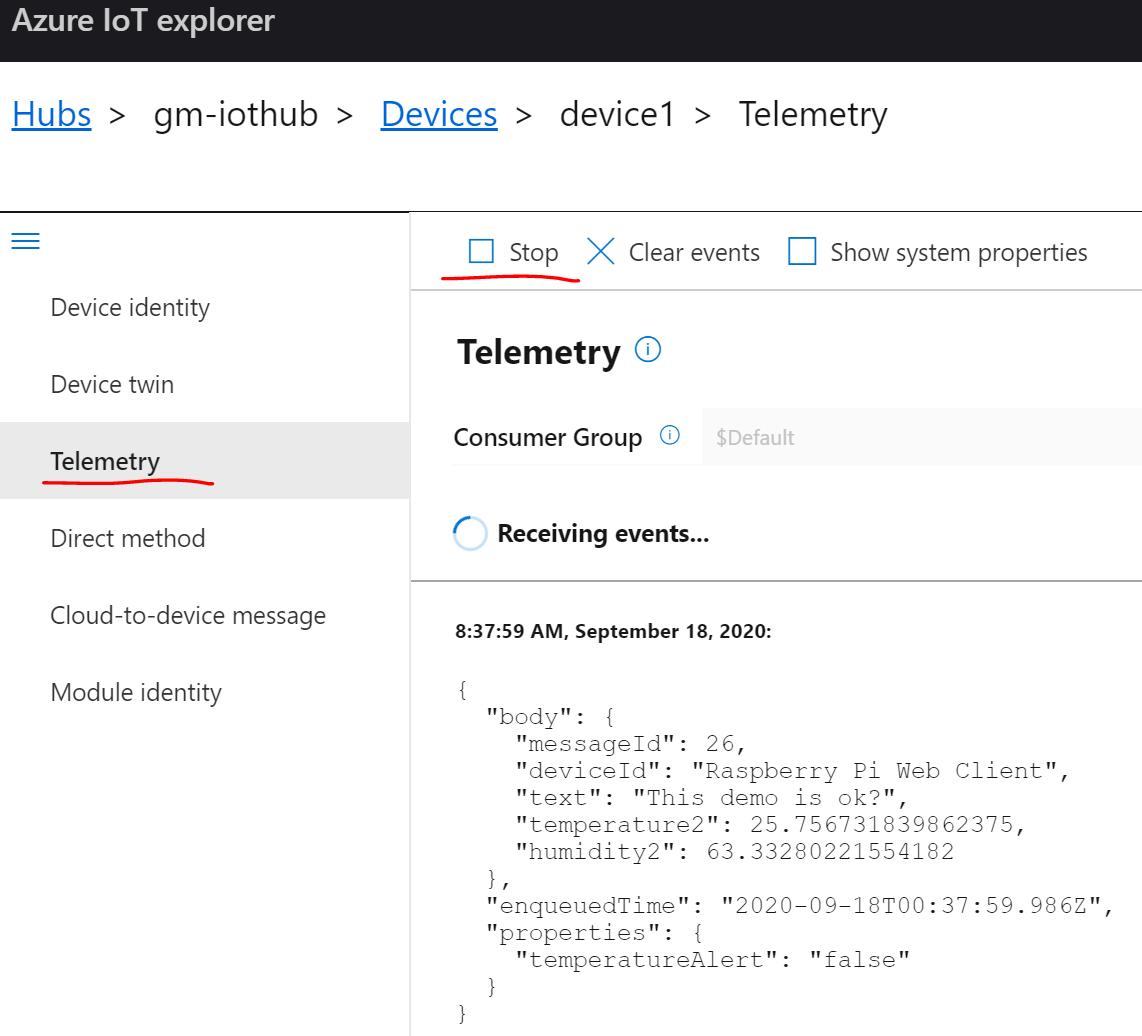 Azure IoT explorer
Hubs > gm-iothub > Devices > device1 > Telemetry
Stop Clear events Show system properties
Device identity
Device twin
Telemetry
Direct method
Cloud-to-device message
Module identity
Telemetry
Consumer Group $Default
Receiving events...
8:37:59 AM, September 18, 2020:
{
  "body": {
    "messageId": 26,
    "deviceId": "Raspberry Pi Web Client",
    "text": "This demo is ok?",
    "temperature2": 25.756731839862375,
    "humidity2": 63.33280221554182
  },
  "enqueuedTime": "2020-09-18T00:37:59.986Z",
  "properties": {
    "temperatureAlert": "false"
  }
}